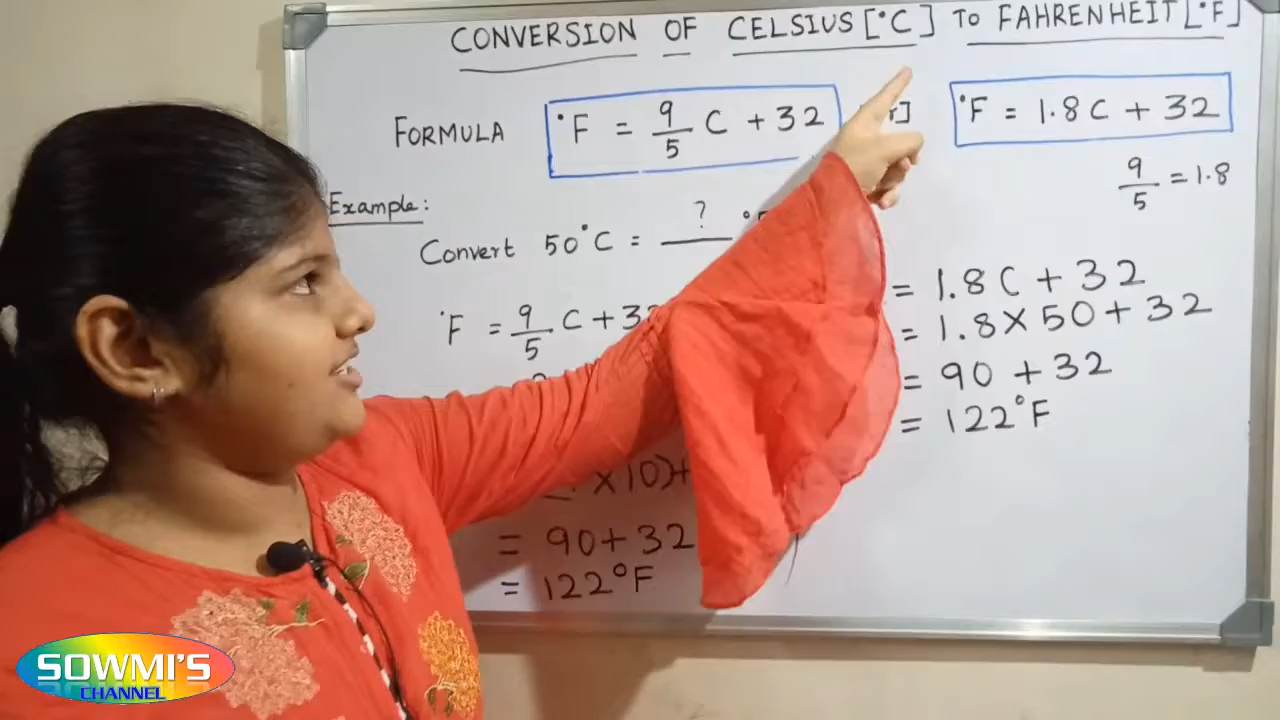 CONVERSION OF CELSIUS [°C] TO FAHRENHEIT [°F]
FORMULA °F = 9/5 C + 32 °F = 1.8C + 32
9/5 = 1.8
Example:
Convert 50°C = ? °
°F = 9/5 C + 32
= 1.8C + 32
= 1.8 × 50 + 32
= 90 + 32
= 122°F
× 10) +
= 90 + 32
= 122°F
SOWMI'S
CHANNEL